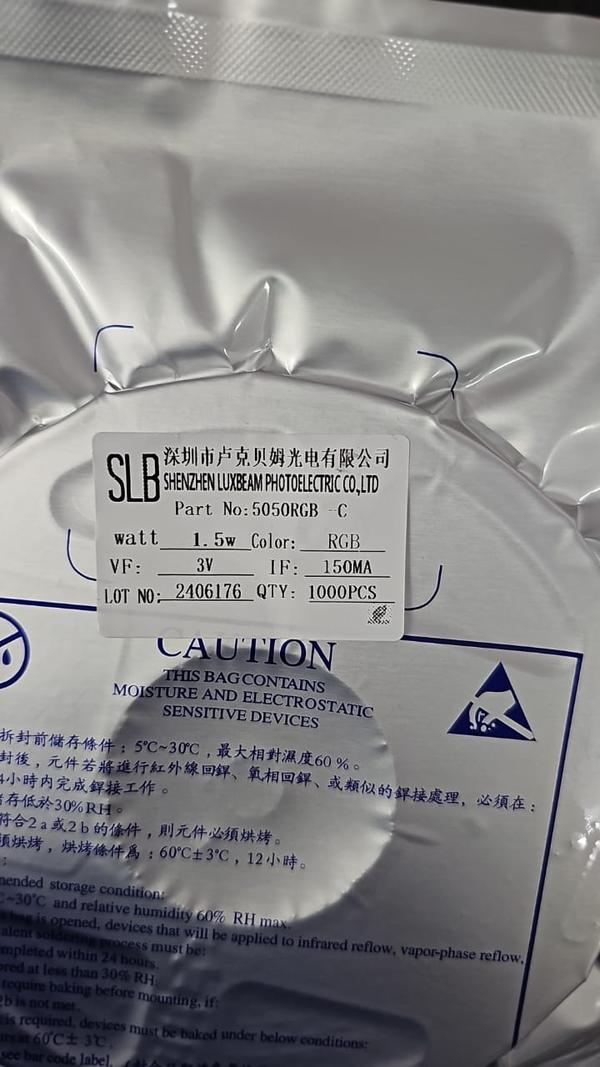 SLB
深圳市卢克贝姆光电有限公司
SHENZHEN LUXBEAM PHOTOELECTRIC CO.,LTD
Part No:5050RGB -C
watt 1.5w Color: RGB
VF: 3V IF: 150MA
LOT NO: 2406176 QTY: 1000PCS
CAUTION
THIS BAG CONTAINS
MOISTURE AND ELECTROSTATIC
SENSITIVE DEVICES
拆封前儲存條件：5℃~30℃，最大相對濕度60％。
封後，元件若將進行紅外線回銲、氣相回銲、或類似的銲接處理，必須在：
4小時內完成銲接工作。
存低於30%RH。
符合2a或2b的條件，則元件必須烘烤。
烘烤，烘烤條件爲：60℃±3℃，12小時。
storage condition:
~30℃ and relative humidity 60% RH max.
bag is opened, devices that will be applied to infrared reflow, vapor-phase reflow,
soldering process must be:
within 24 hours.
at less than 30% RH.
require baking before mounting, if:
2b is not met.
is required, devices must be baked under below conditions:
at 60℃± 3℃.
see bar code label.